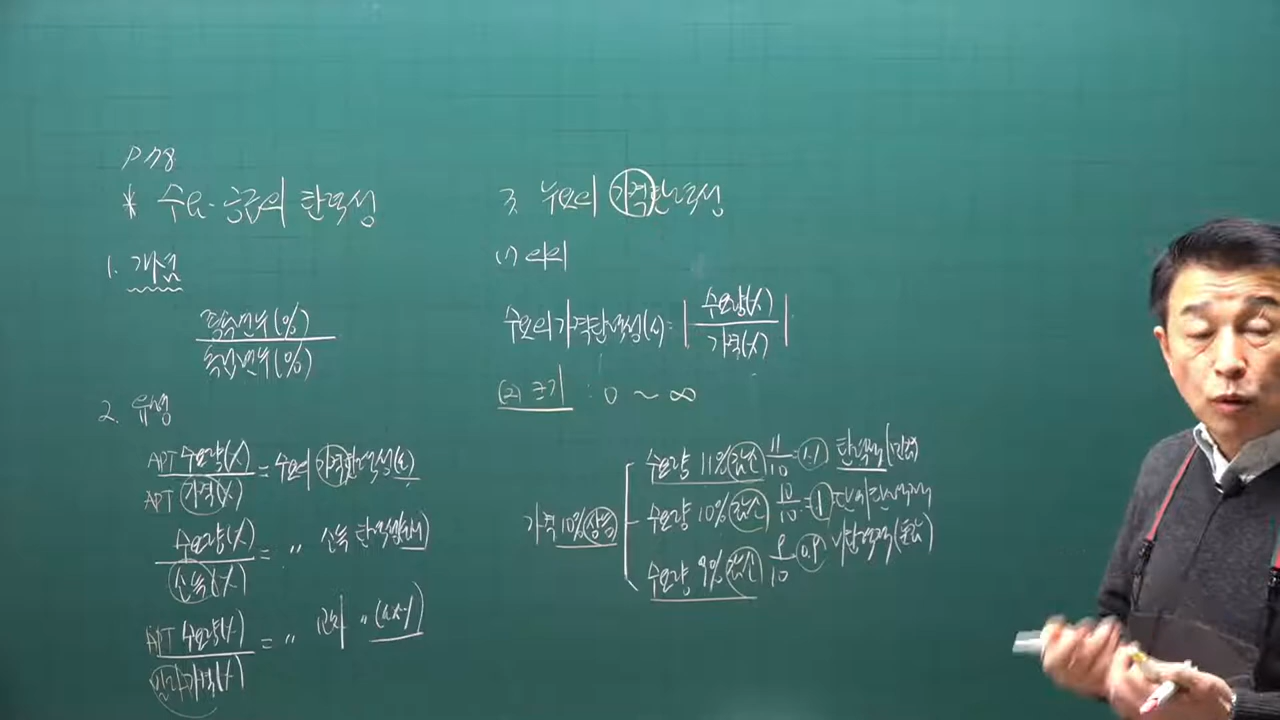 P78
* 수요·공급의 탄력성
1. 개념
종속변수(%)
독립변수(%)
2. 유형
APT 수요량(%)
APT 가격(%)
= 수요의 가격탄력성
수요량(%)
소득(%)
= 〃 소득 탄력성
APT 수요량(%)
가격(%)
= 〃 교차 〃
3. 수요의 가격탄력성
(1) 의의
수요의 가격탄력성 = | 수요량(%)
가격(%) |
(2) 크기 : 0 ~ ∞
가격 10% 상승
수요량 11% 감소 11/10 = 1.1 탄력적
수요량 10% 감소 10/10 = 1 단위탄력적
수요량 9% 감소 9/10 0.9 비탄력적